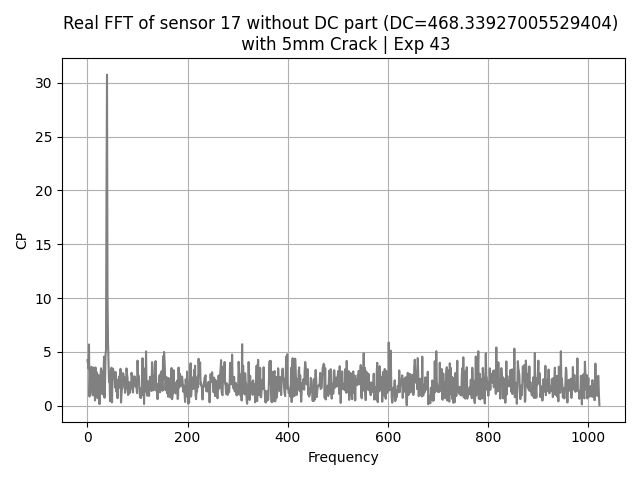 Real FFT of sensor 17 without DC part (DC=468.33927005529404)
with 5mm Crack | Exp 43
30
25
20
15
10
5
0
CP
0 200 400 600 800 1000
Frequency